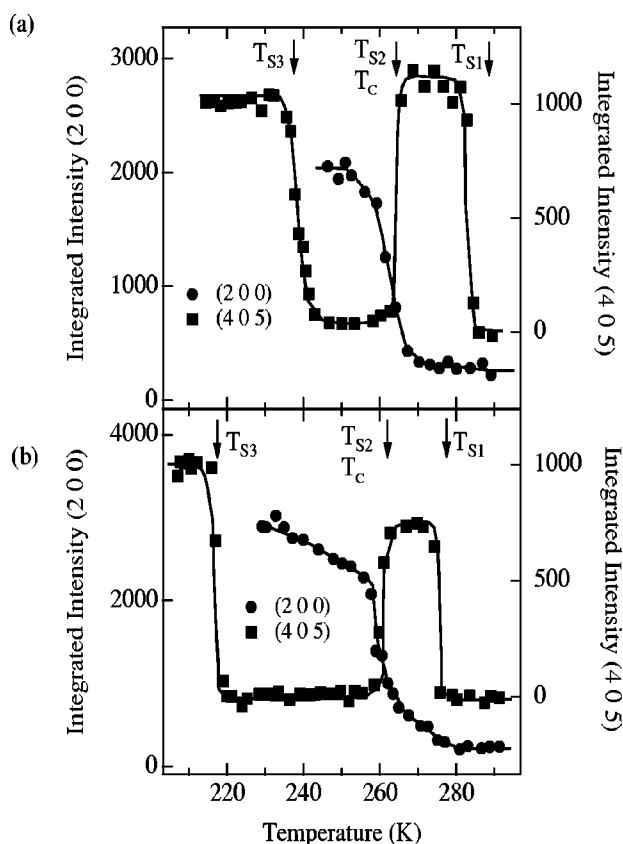 (a)
T_S3
T_S2
T_C
T_S1
3000
2000
1000
0
Integrated Intensity (2 0 0)
1000
500
0
Integrated Intensity (4 0 5)
(2 0 0)
(4 0 5)
(b)
T_S3
T_S2
T_C
T_S1
4000
2000
0
Integrated Intensity (2 0 0)
1000
500
0
Integrated Intensity (4 0 5)
(2 0 0)
(4 0 5)
220 240 260 280
Temperature (K)